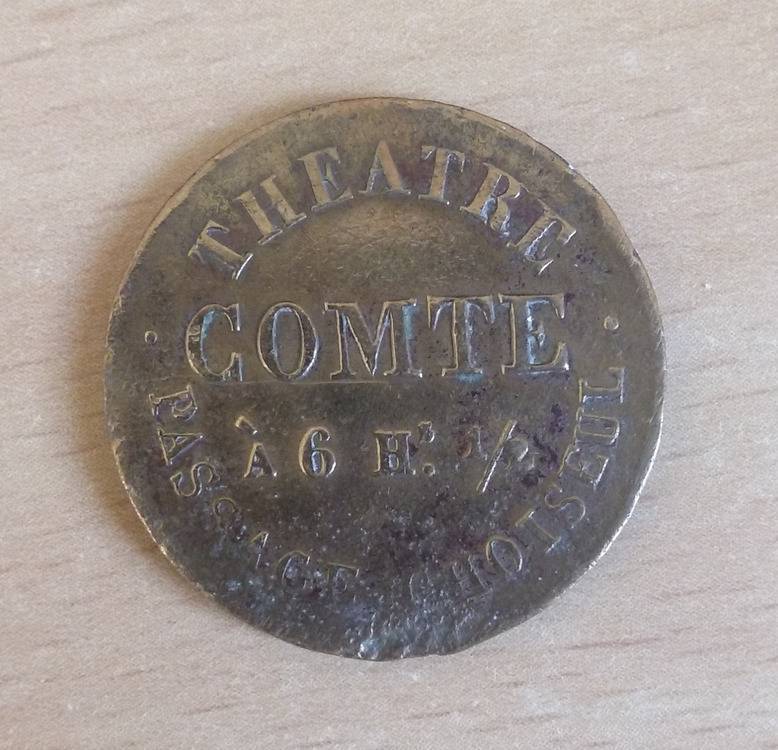 THEATRE
COMTE
À 6 H.s 1/2
PASSAGE CHOISEUL